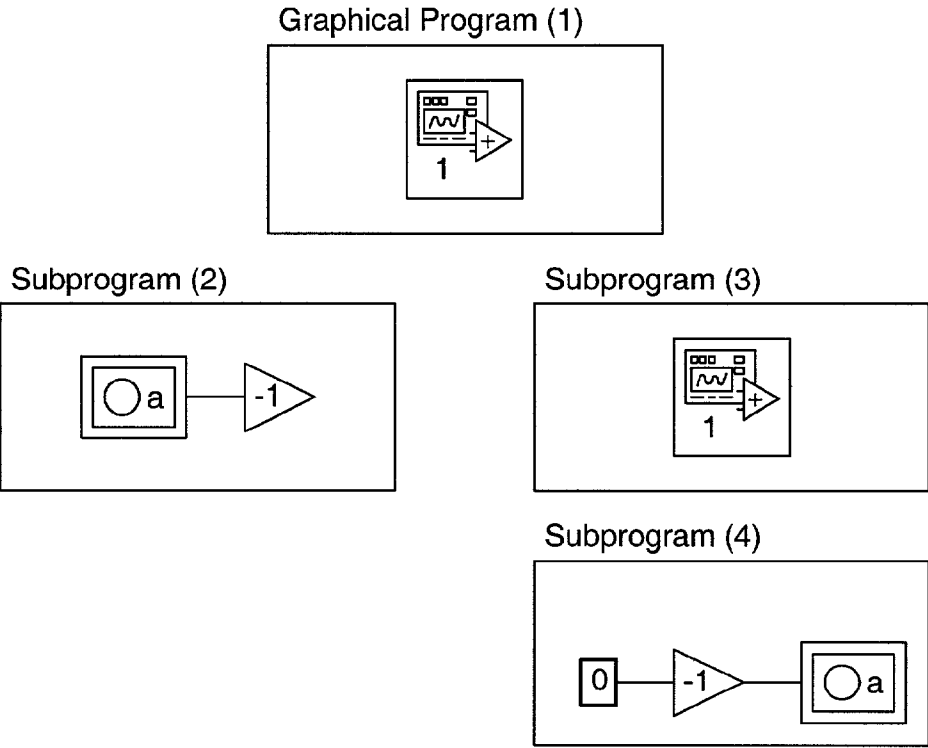 Graphical Program (1)
+
1
Subprogram (2)
a -1
Subprogram (3)
+
1
Subprogram (4)
0 -1 a